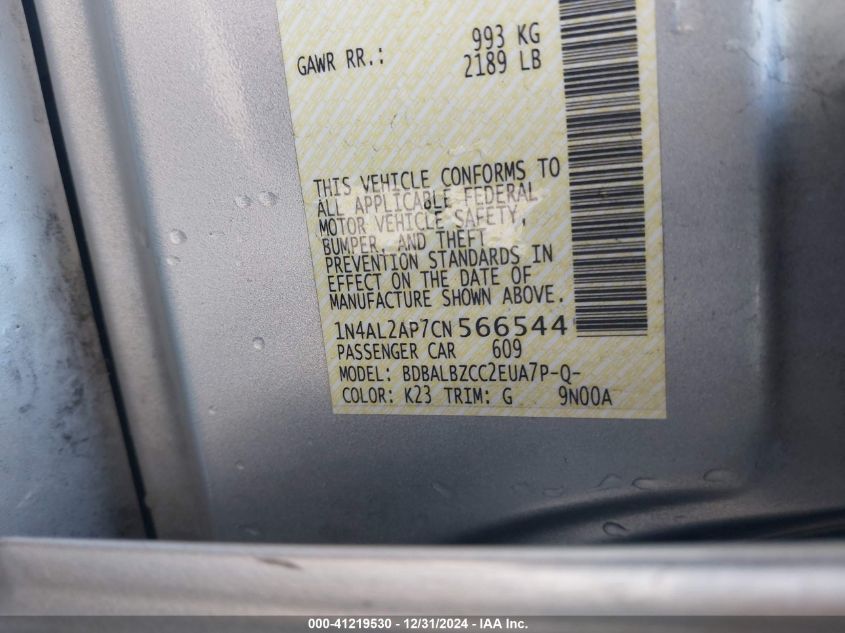 GAWR RR.: 993 KG
2189 LB
THIS VEHICLE CONFORMS TO
ALL APPLICABLE FEDERAL
MOTOR VEHICLE SAFETY,
BUMPER, AND THEFT
PREVENTION STANDARDS IN
EFFECT ON THE DATE OF
MANUFACTURE SHOWN ABOVE.
1N4AL2AP7CN 566544
PASSENGER CAR 609
MODEL: BDBALBZCC2EUA7P-Q-
COLOR: K23 TRIM: G 9N00A
000-41219530 - 12/31/2024 - IAA Inc.